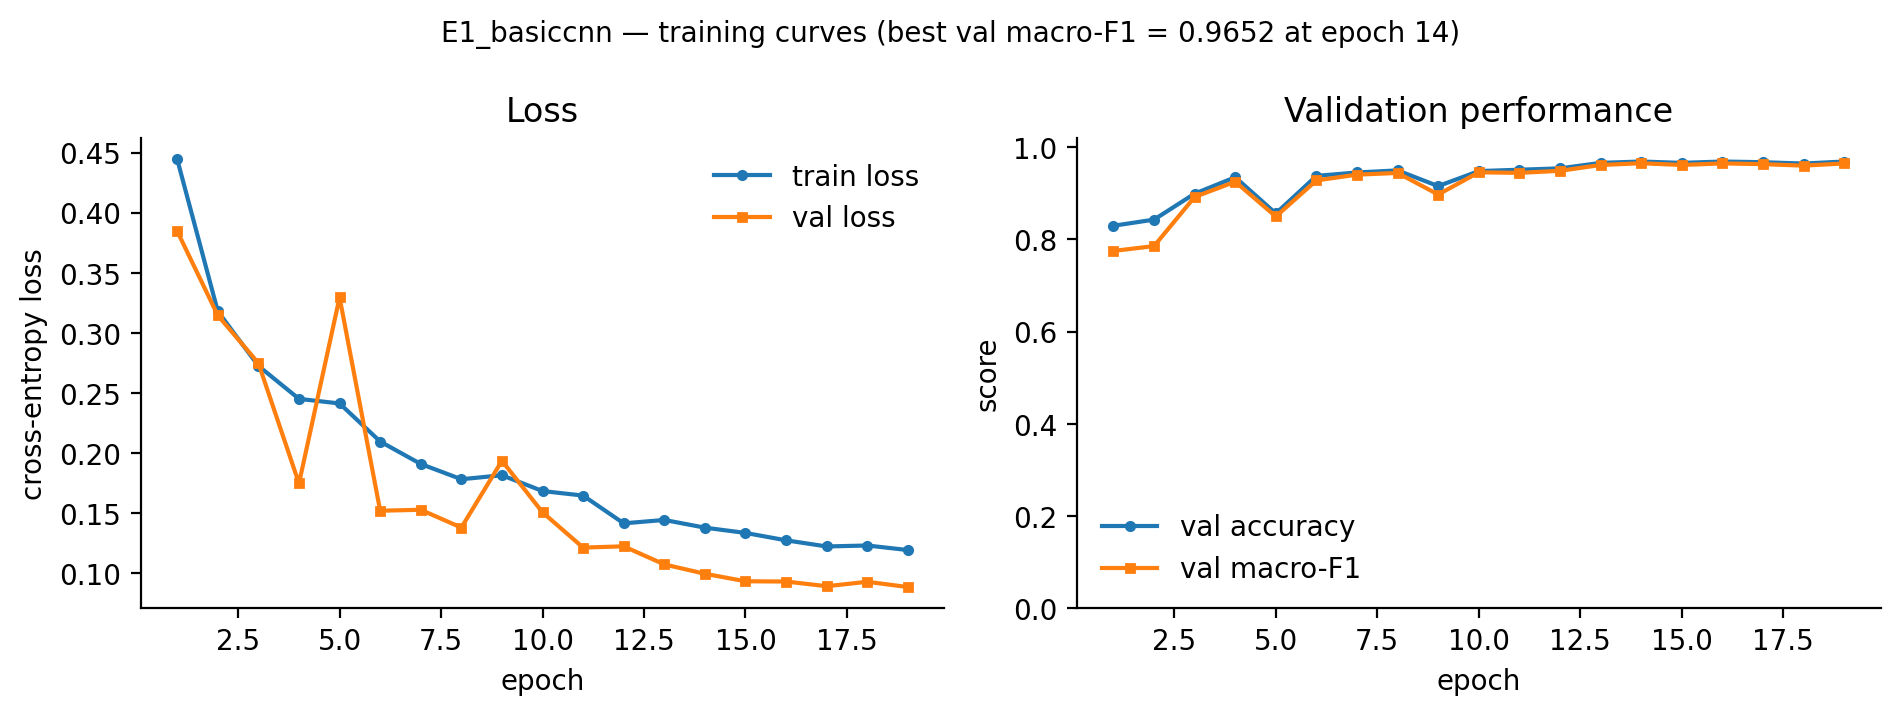 E1_basiccnn — training curves (best val macro-F1 = 0.9652 at epoch 14)
Loss
cross-entropy loss
0.45
0.40
0.35
0.30
0.25
0.20
0.15
0.10
train loss
val loss
2.5 5.0 7.5 10.0 12.5 15.0 17.5
epoch
Validation performance
score
1.0
0.8
0.6
0.4
0.2
0.0
val accuracy
val macro-F1
2.5 5.0 7.5 10.0 12.5 15.0 17.5
epoch